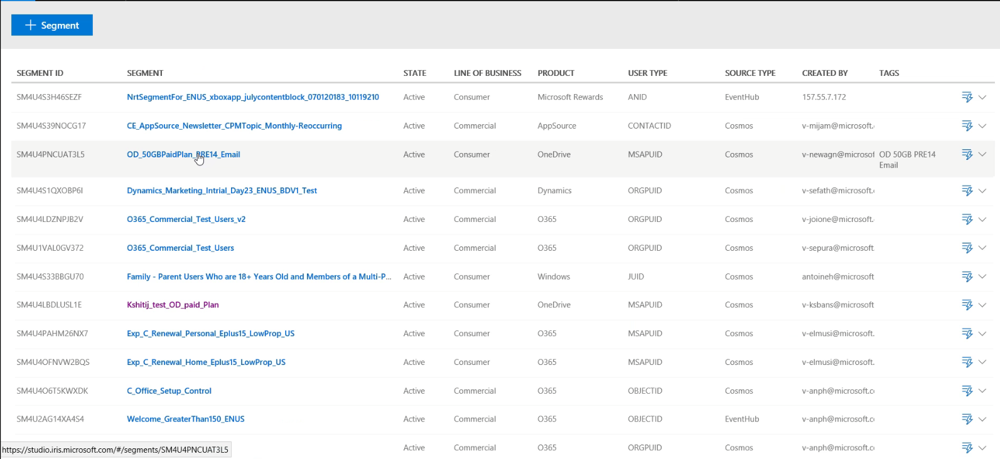 Segment
SEGMENT ID SEGMENT STATE LINE OF BUSINESS PRODUCT USER TYPE SOURCE TYPE CREATED BY TAGS
SM4U4S3H46SEZF NrtSegmentFor_ENUS_xboxapp_julycontentblock_070120183_10119210 Active Consumer Microsoft Rewards ANID EventHub 157.55.7.172
SM4U4S39NOCG17 CE_AppSource_Newsletter_CPMTopic_Monthly-Reoccurring Active Commercial AppSource CONTACTID Cosmos v-mijam@microsoft.
SM4U4PNCUAT3L5 OD_50GBPaidPlan_PRE14_Email Active Consumer OneDrive MSAPUID Cosmos v-newagn@microsof OD 50GB PRE14
Email
SM4U4S1QXOBP6I Dynamics_Marketing_Intrial_Day23_ENUS_BDV1_Test Active Commercial Dynamics ORGPUID Cosmos v-sefath@microsoft.
SM4U4LDZNPJB2V O365_Commercial_Test_Users_v2 Active Commercial O365 ORGPUID Cosmos v-joione@microsoft.
SM4U1VAL0GV372 O365_Commercial_Test_Users Active Commercial O365 ORGPUID Cosmos v-sepura@microsoft.
SM4U4S33BBGU70 Family - Parent Users Who are 18+ Years Old and Members of a Multi-P... Active Consumer Windows JUID Cosmos antoineh@microsoft
SM4U4LBDLUSL1E Kshitij_test_OD_paid_Plan Active Consumer OneDrive MSAPUID Cosmos v-ksbans@microsoft
SM4U4PAHM26NX7 Exp_C_Renewal_Personal_Eplus15_LowProp_US Active Consumer O365 MSAPUID Cosmos v-elmusi@microsoft.
SM4U4OFNVW2BQS Exp_C_Renewal_Home_Eplus15_LowProp_US Active Consumer O365 MSAPUID Cosmos v-elmusi@microsoft.
SM4U4O6T5KWXDK C_Office_Setup_Control Active Commercial O365 OBJECTID Cosmos v-anph@microsoft.c
SM4U2AG14XA4S4 Welcome_GreaterThan150_ENUS Active Commercial O365 OBJECTID EventHub v-anph@microsoft.c
Active Commercial O365 ORGPUID Cosmos v-anph@microsoft.c
https://studio.iris.microsoft.com/#/segments/SM4U4PNCUAT3L5